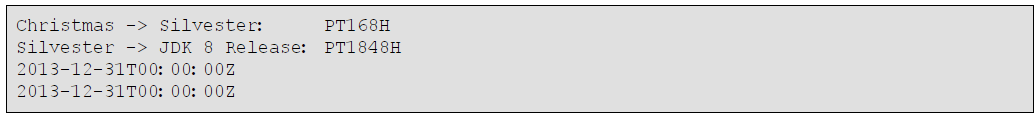 Christmas -> Silvester:     PT168H
Silvester -> JDK 8 Release: PT1848H
2013-12-31T00:00:00Z
2013-12-31T00:00:00Z